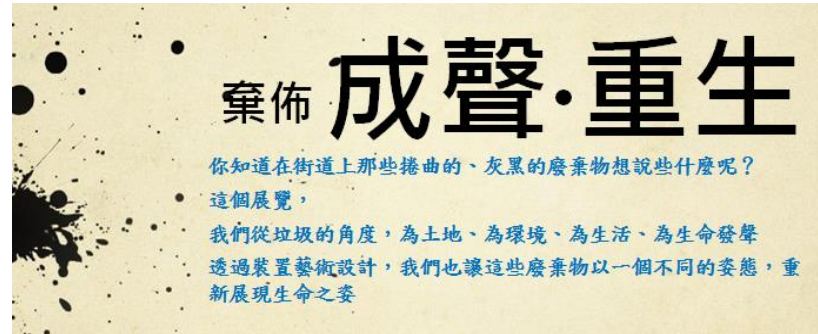 棄佈 成聲·重生
你知道在街道上那些捲曲的、灰黑的廢棄物想說些什麼呢？
這個展覽，
我們從垃圾的角度，為土地、為環境、為生活、為生命發聲
透過裝置藝術設計，我們也讓這些廢棄物以一個不同的姿態，重
新展現生命之姿